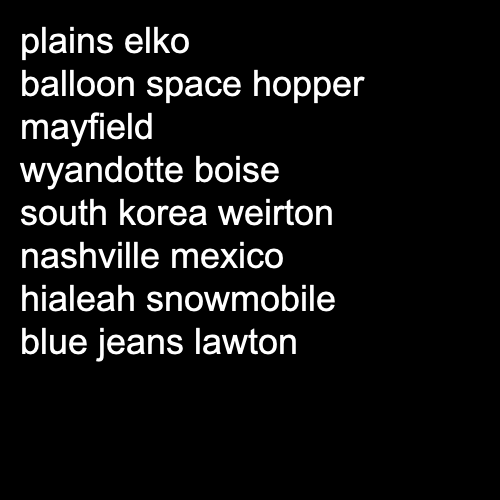 plains elko
balloon space hopper
mayfield
wyandotte boise
south korea weirton
nashville mexico
hialeah snowmobile
blue jeans lawton